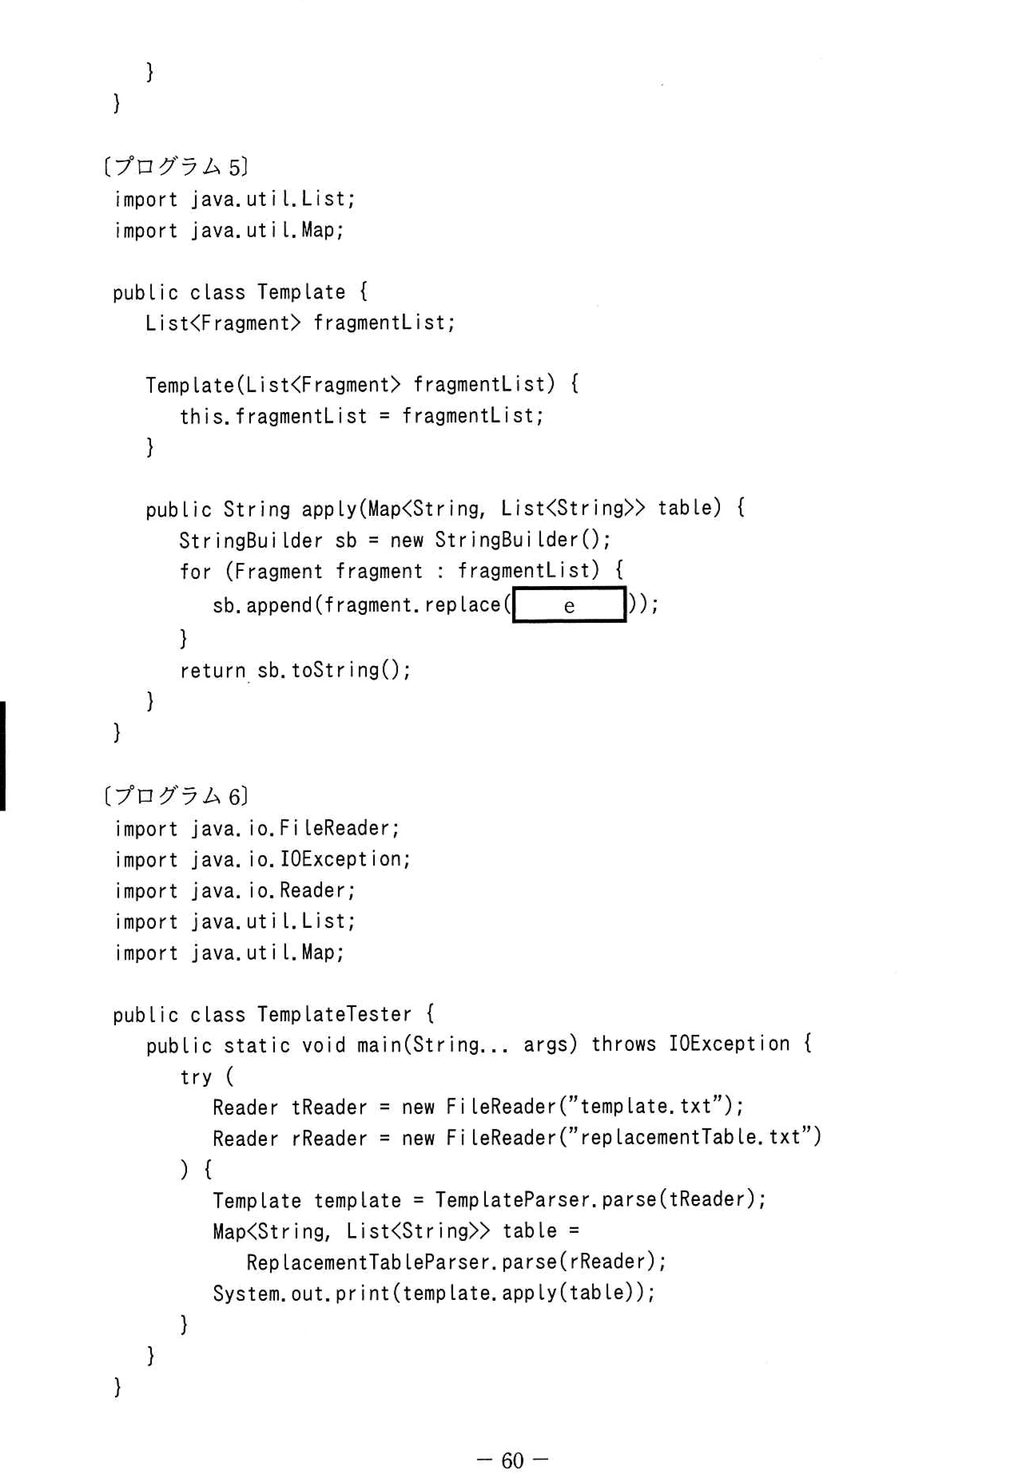 }
}
〔プログラム 5〕
import java.util.List;
import java.util.Map;
public class Template {
List<Fragment> fragmentList;
Template(List<Fragment> fragmentList) {
this.fragmentList = fragmentList;
}
public String apply(Map<String, List<String>> table) {
StringBuilder sb = new StringBuilder();
for (Fragment fragment : fragmentList) {
sb.append(fragment.replace( e ));
}
return sb.toString();
}
}
〔プログラム 6〕
import java.io.FileReader;
import java.io.IOException;
import java.io.Reader;
import java.util.List;
import java.util.Map;
public class TemplateTester {
public static void main(String... args) throws IOException {
try (
Reader tReader = new FileReader("template.txt");
Reader rReader = new FileReader("replacementTable.txt")
) {
Template template = TemplateParser.parse(tReader);
Map<String, List<String>> table =
ReplacementTableParser.parse(rReader);
System.out.print(template.apply(table));
}
}
}
— 60 —